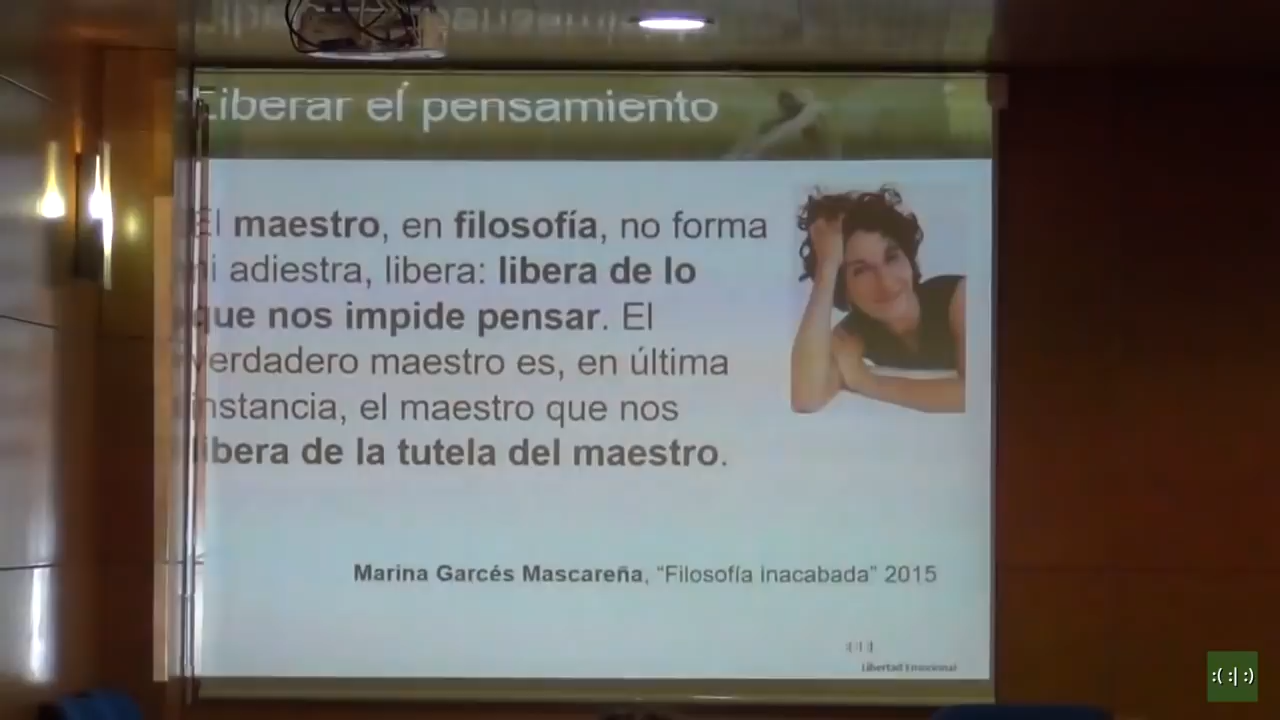 Liberar el pensamiento
El maestro, en filosofía, no forma
ni adiestra, libera: libera de lo
que nos impide pensar. El
verdadero maestro es, en última
instancia, el maestro que nos
libera de la tutela del maestro.
Marina Garcés Mascareña, “Filosofía inacabada” 2015
:( :| :)
Libertad Emocional
:( :| :)